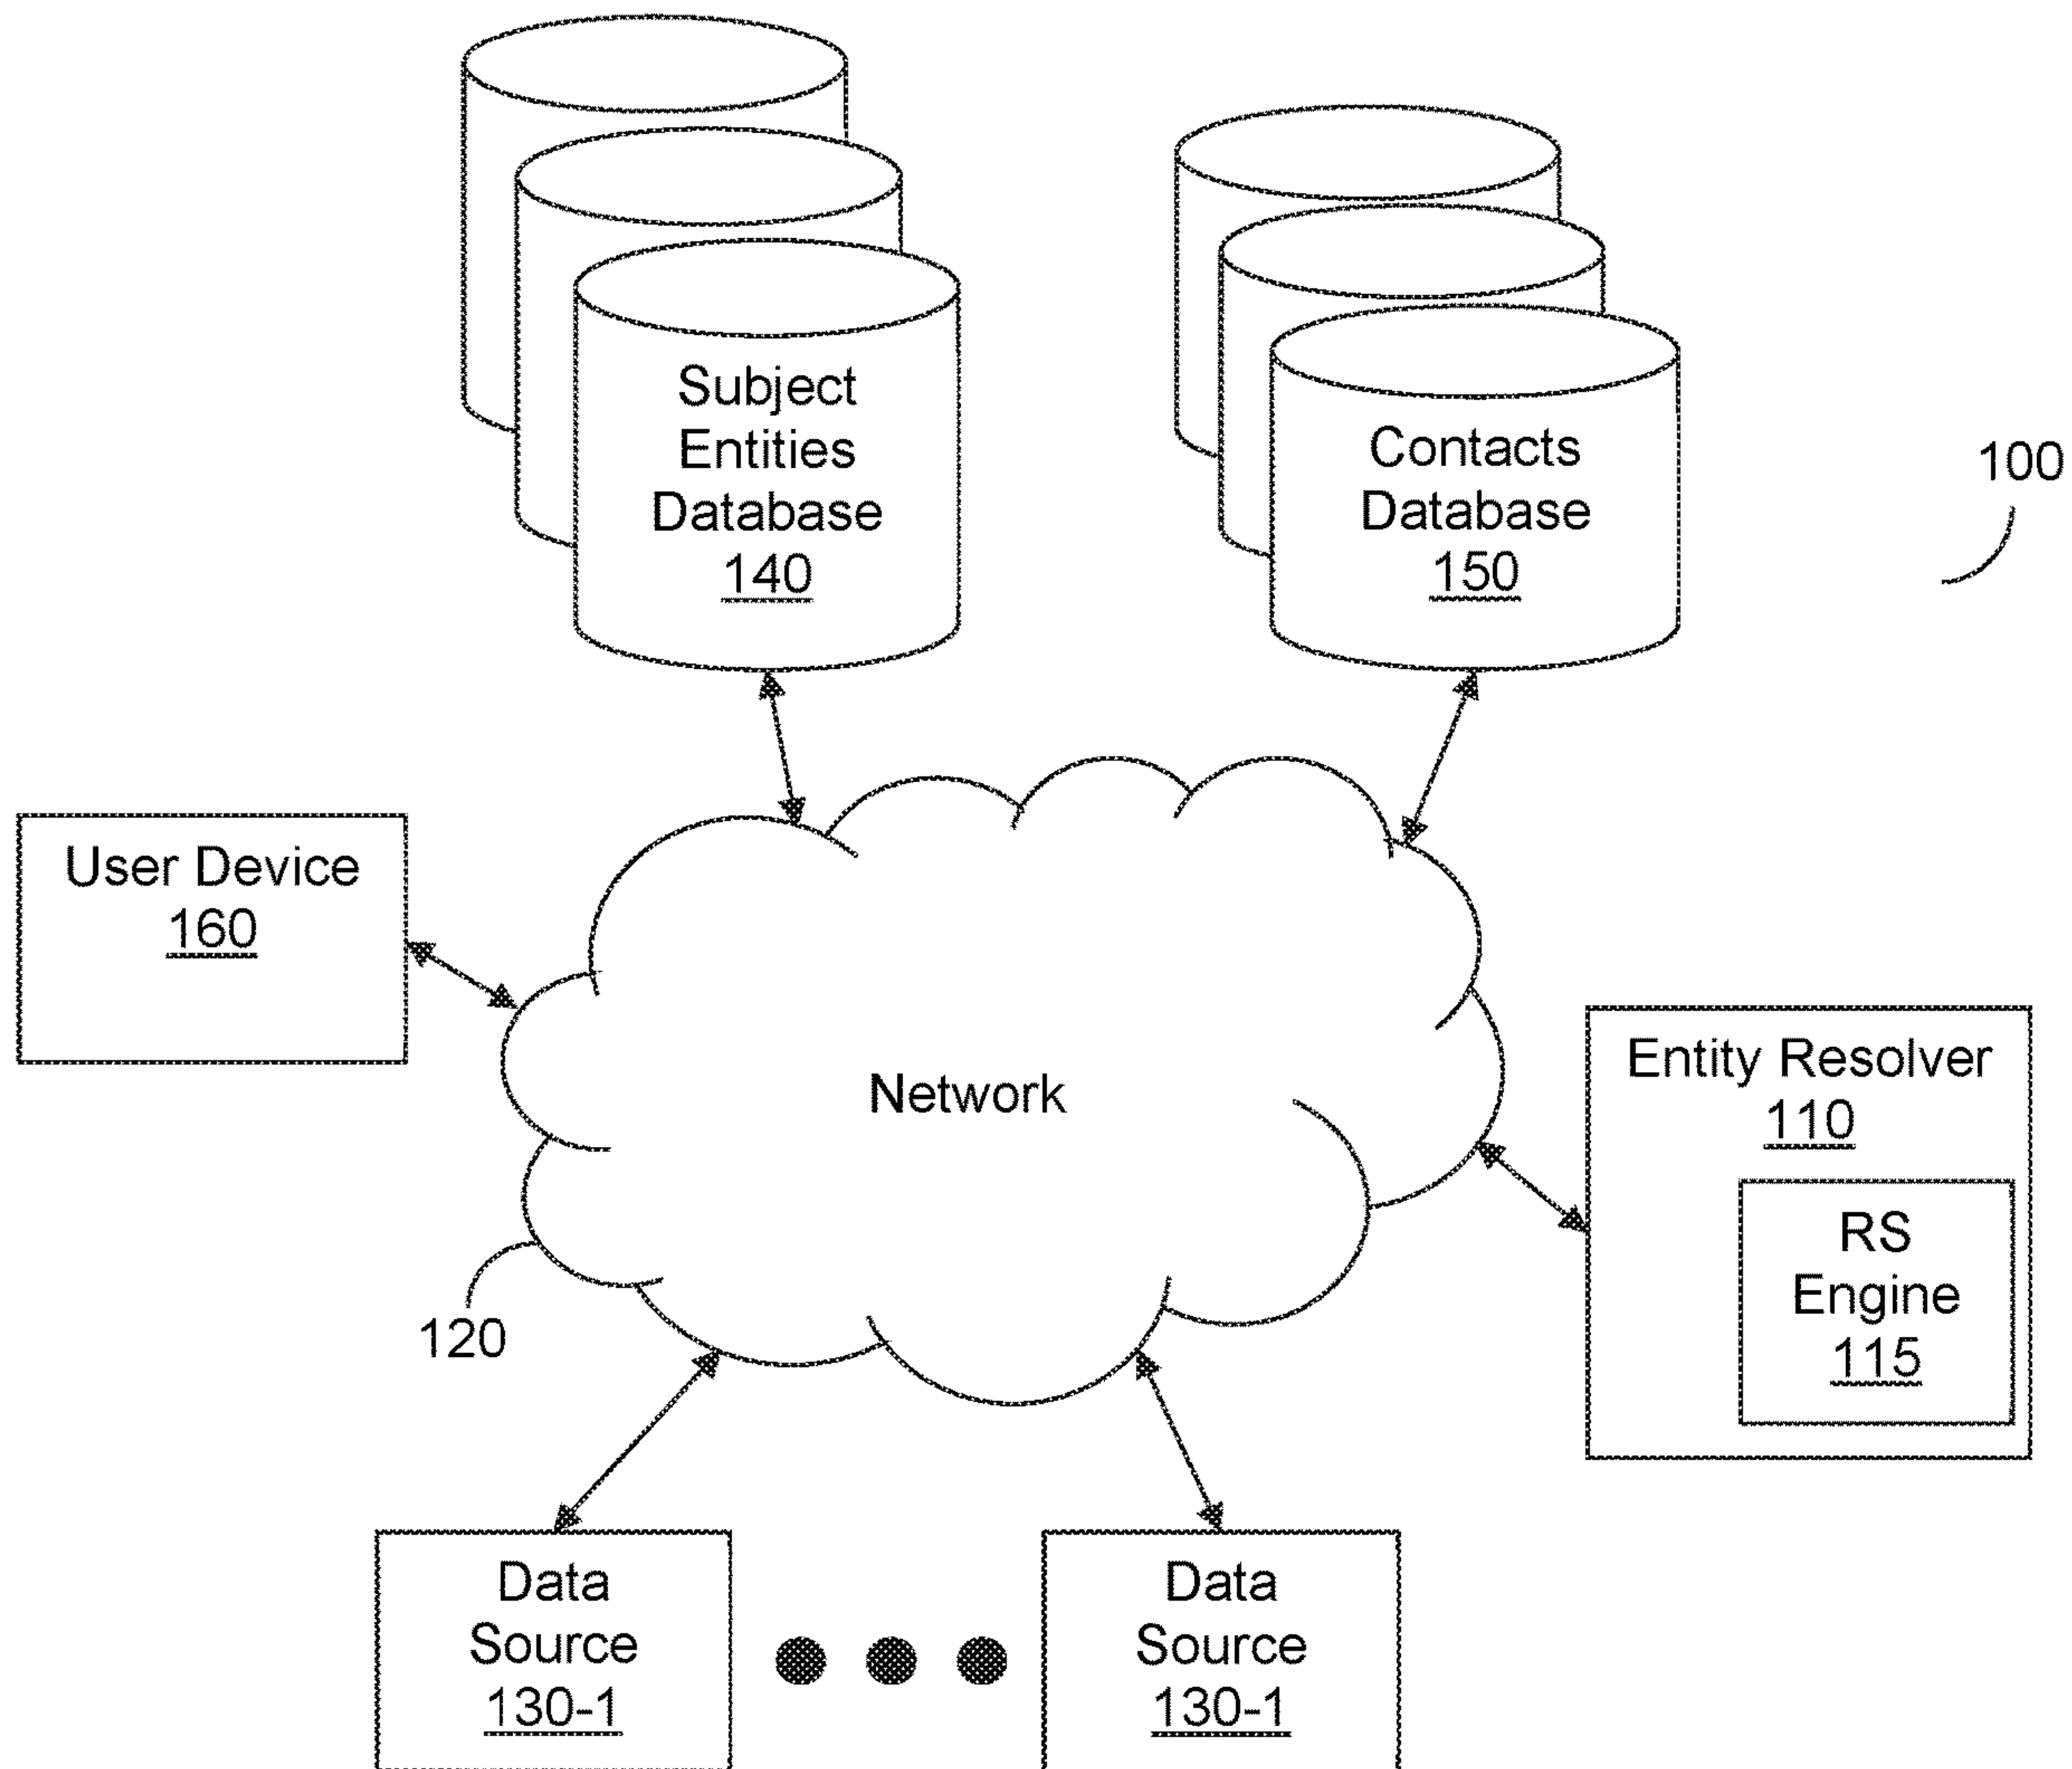 Subject
Entities
Database
140
Contacts
Database
150
100
User Device
160
Network
Entity Resolver
110
RS
Engine
115
120
Data
Source
130-1
Data
Source
130-1